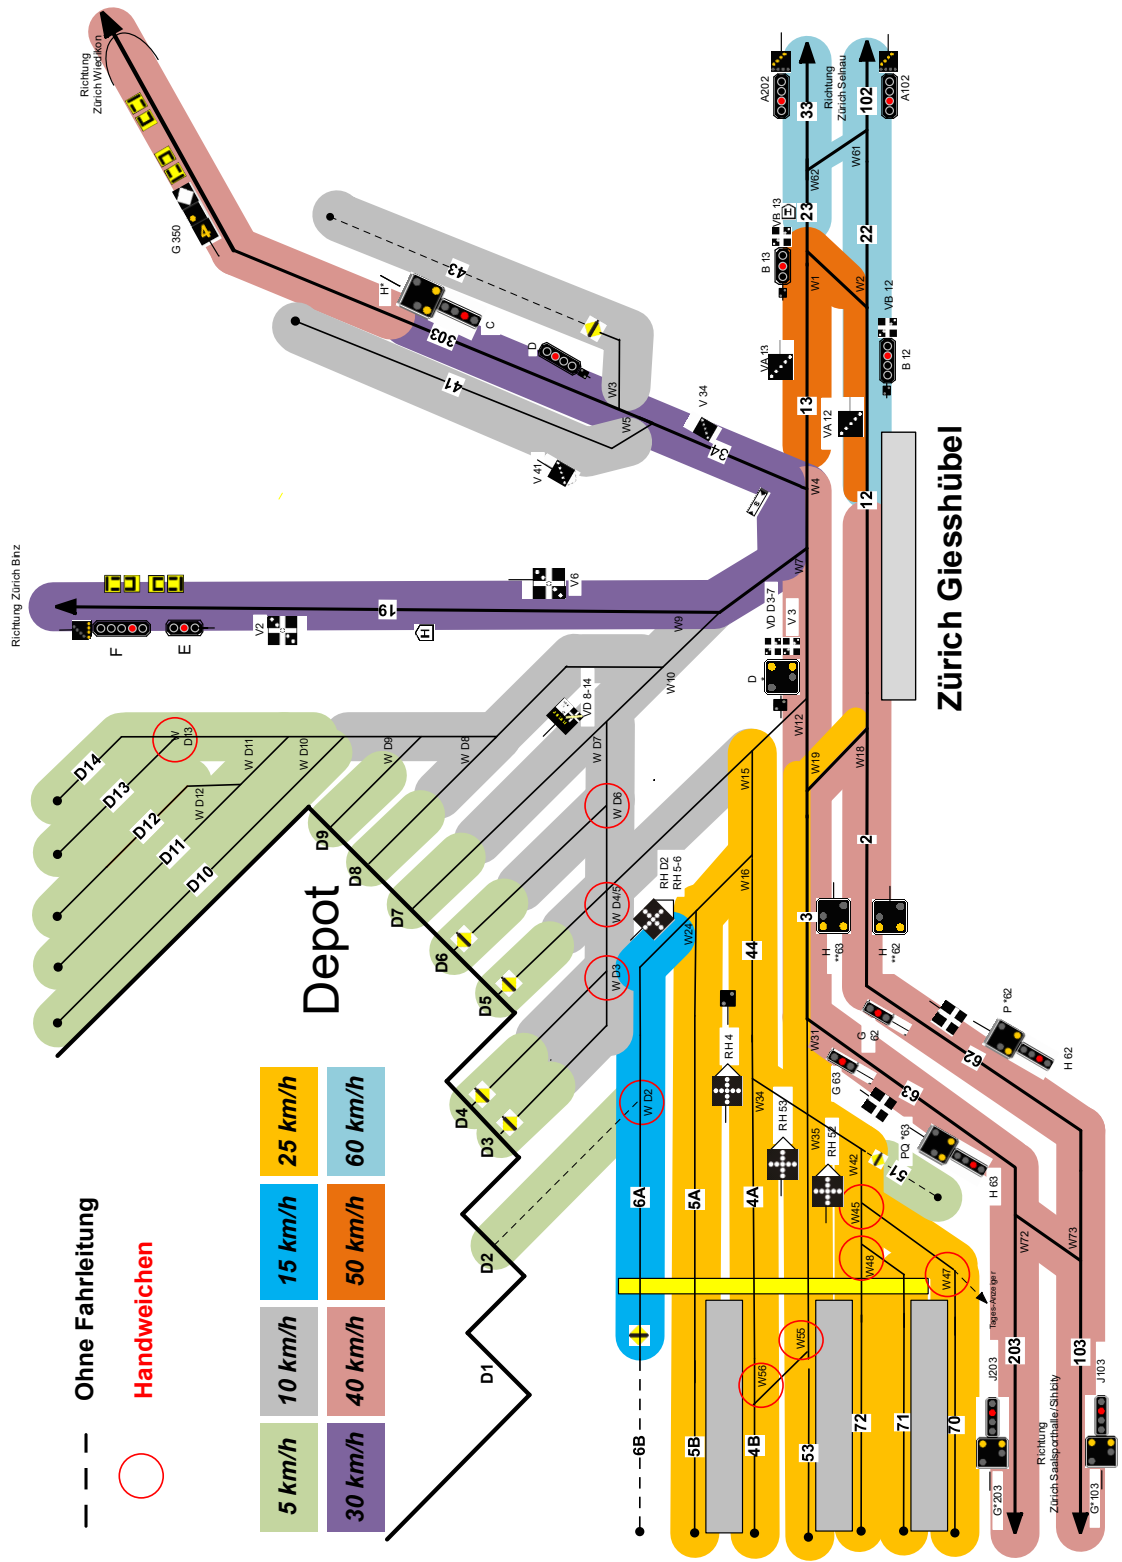 Richtung
Zürich Wiedikon
G 350
4
H*
C
303
43
41
D
W3
W5
V 34
34
V 41
W4
A202
A102
33
102
Richtung
Zürich Selnau
W62
W61
VB 13
H
23
22
B 13
W1
W2
VB 12
B 12
VA 13
13
VA 12
12
Zürich Giesshübel
Richtung Zürich Binz
F
E
V2
H
V6
19
W9
W7
W10
VD D3-7
V 3
D
*
W12
VD 8-14
W D7
W D8
W D9
W D10
W D11
W
D13
W D12
D14
D13
D12
D11
D10
D9
D8
D7
D6
D5
D4
D3
D2
D1
Depot
W D6
W D4/5
W D3
W D2
RH D2
RH 5-6
W15
W16
W24
W19
W18
44
3
2
H
**63
H
**62
RH 4
W34
RH 53
W35
RH 52
W31
G
62
G 63
62
63
P *62
H 62
PQ *63
H 63
W42
51
W45
W48
W47
Tages-Anzeiger
W72
W73
6A
5A
4A
W55
W56
6B
5B
4B
53
72
71
70
203
103
J203
J103
Richtung
Zürich Saalsporthalle/Sihlcity
G*203
G*103
Ohne Fahrleitung
Handweichen
5 km/h
10 km/h
15 km/h
25 km/h
30 km/h
40 km/h
50 km/h
60 km/h